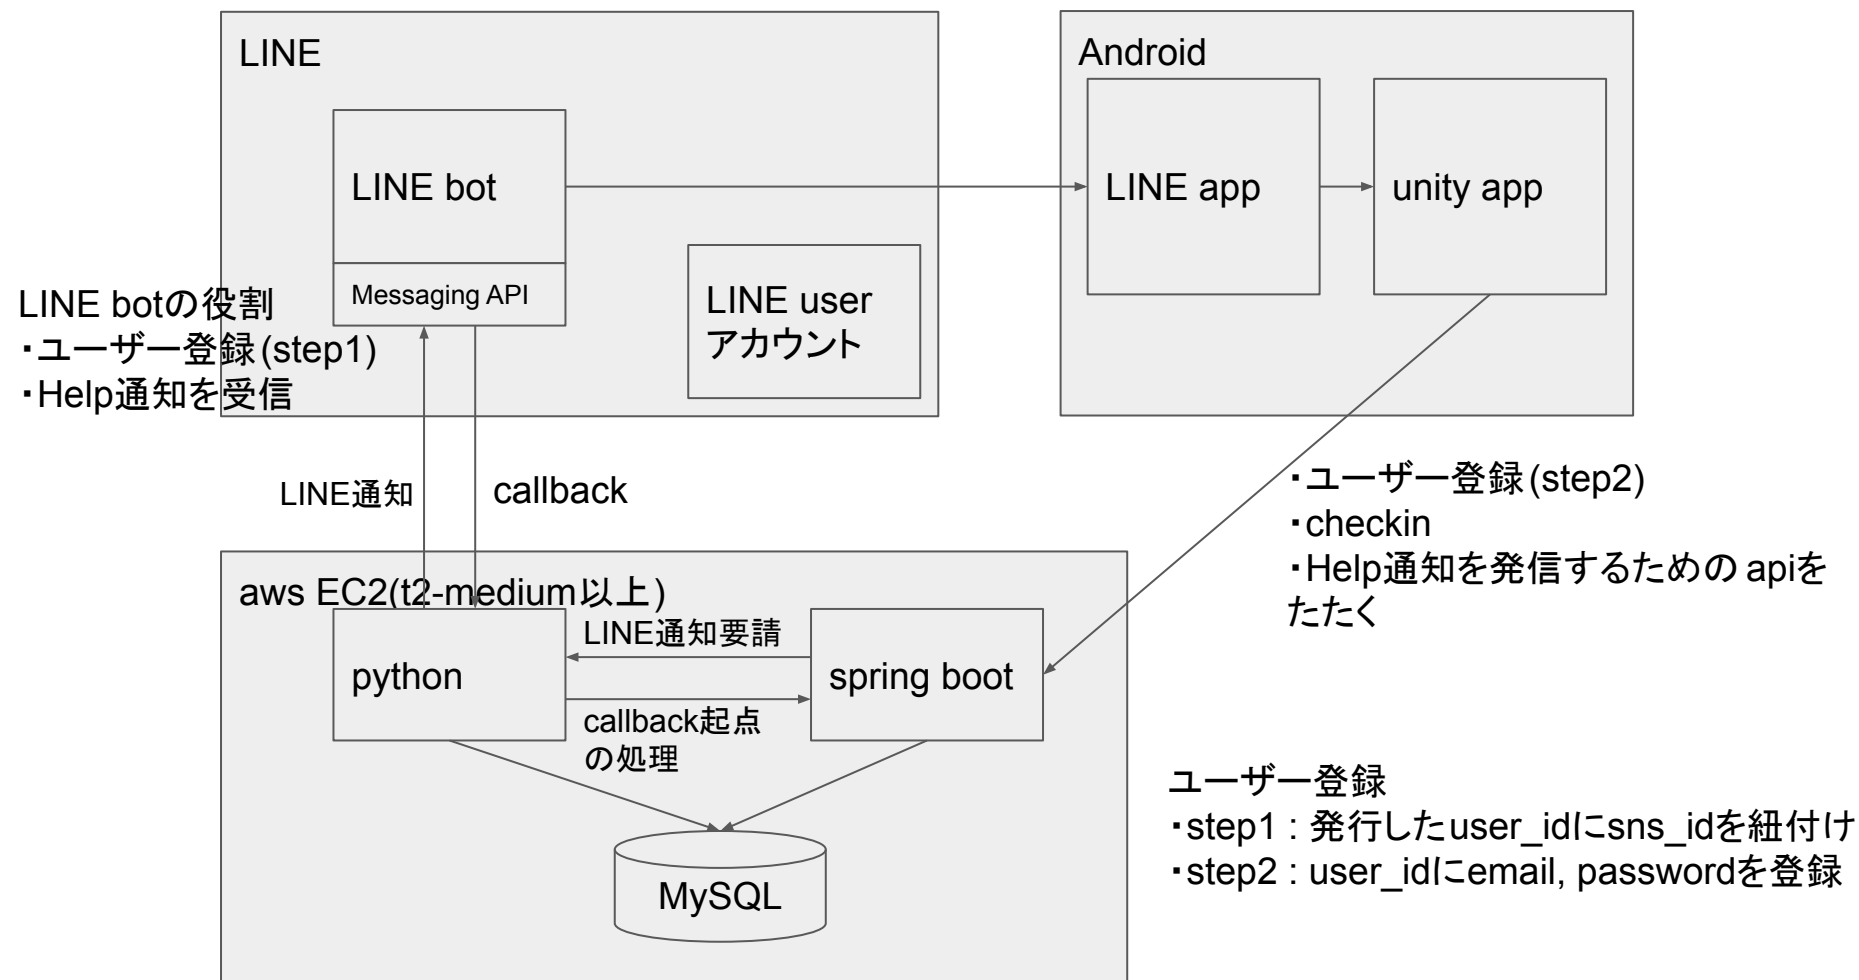 LINE
Android
LINE bot
LINE app
unity app
Messaging API
LINE user
アカウント
LINE botの役割
・ユーザー登録(step1)
・Help通知を受信
LINE通知
callback
・ユーザー登録(step2)
・checkin
・Help通知を発信するための apiを
たたく
aws EC2(t2-medium以上)
LINE通知要請
python
spring boot
callback起点
の処理
MySQL
ユーザー登録
・step1 : 発行したuser_idにsns_idを紐付け
・step2 : user_idにemail, passwordを登録